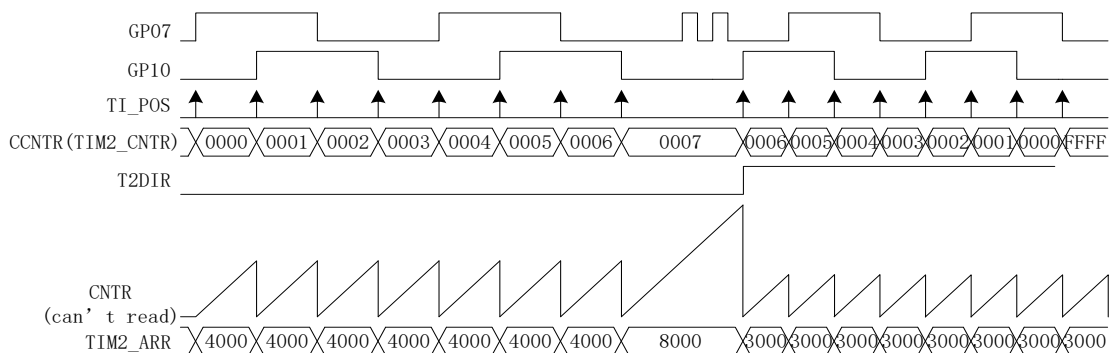 GP07
GP10
TI_POS
CCNTR(TIM2_CNTR) 0000 0001 0002 0003 0004 0005 0006 0007 0006 0005 0004 0003 0002 0001 0000 FFFF
T2DIR
CNTR
(can't read)
TIM2_ARR 4000 4000 4000 4000 4000 4000 4000 8000 3000 3000 3000 3000 3000 3000 3000 3000